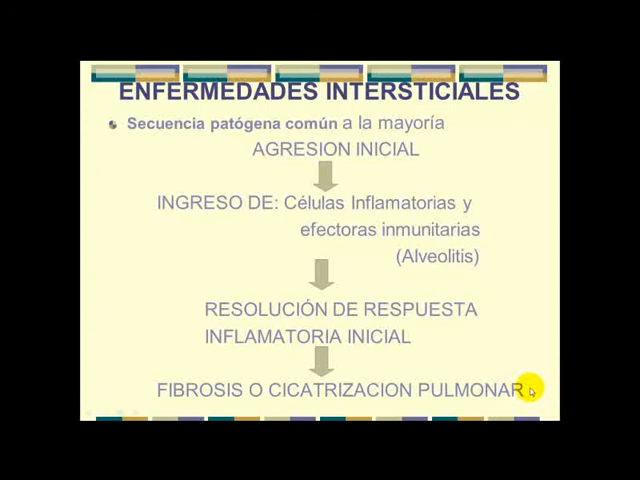 ENFERMEDADES INTERSTICIALES
Secuencia patógena común a la mayoría
AGRESION INICIAL
INGRESO DE: Células Inflamatorias y
efectoras inmunitarias
(Alveolitis)
RESOLUCIÓN DE RESPUESTA
INFLAMATORIA INICIAL
FIBROSIS O CICATRIZACION PULMONAR